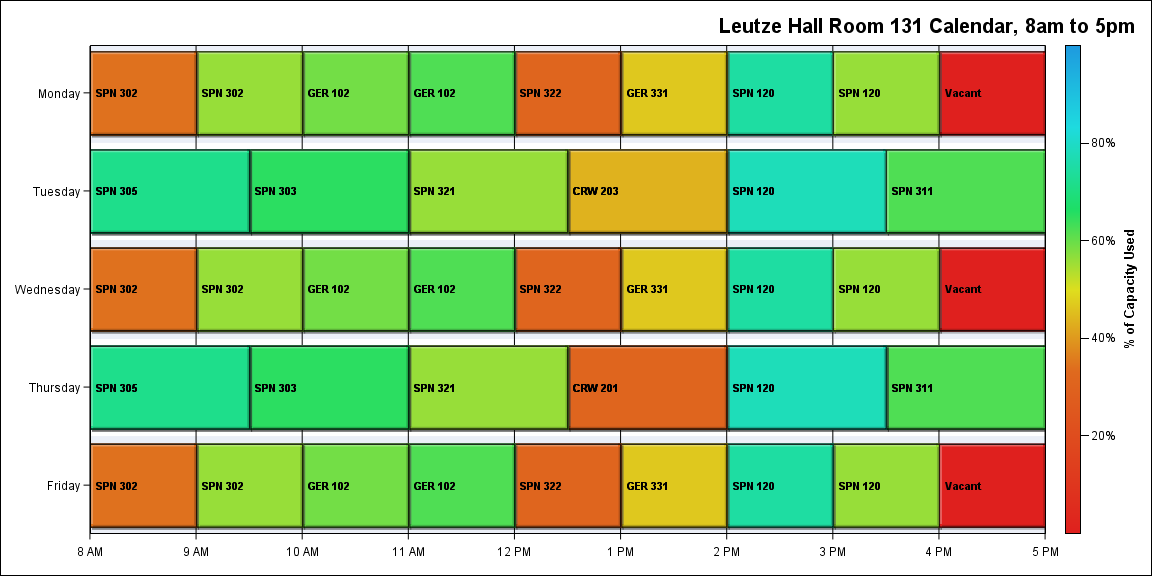 Leutze Hall Room 131 Calendar, 8am to 5pm
Monday
SPN 302
SPN 302
GER 102
GER 102
SPN 322
GER 331
SPN 120
SPN 120
Vacant
Tuesday
SPN 305
SPN 303
SPN 321
CRW 203
SPN 120
SPN 311
Wednesday
SPN 302
SPN 302
GER 102
GER 102
SPN 322
GER 331
SPN 120
SPN 120
Vacant
Thursday
SPN 305
SPN 303
SPN 321
CRW 201
SPN 120
SPN 311
Friday
SPN 302
SPN 302
GER 102
GER 102
SPN 322
GER 331
SPN 120
SPN 120
Vacant
8 AM
9 AM
10 AM
11 AM
12 PM
1 PM
2 PM
3 PM
4 PM
5 PM
80%
60%
40%
20%
% of Capacity Used